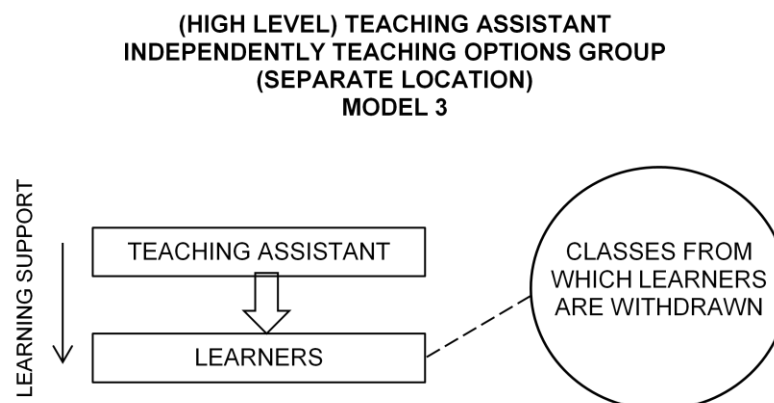 (HIGH LEVEL) TEACHING ASSISTANT
INDEPENDENTLY TEACHING OPTIONS GROUP
(SEPARATE LOCATION)
MODEL 3
LEARNING SUPPORT
TEACHING ASSISTANT
LEARNERS
CLASSES FROM
WHICH LEARNERS
ARE WITHDRAWN